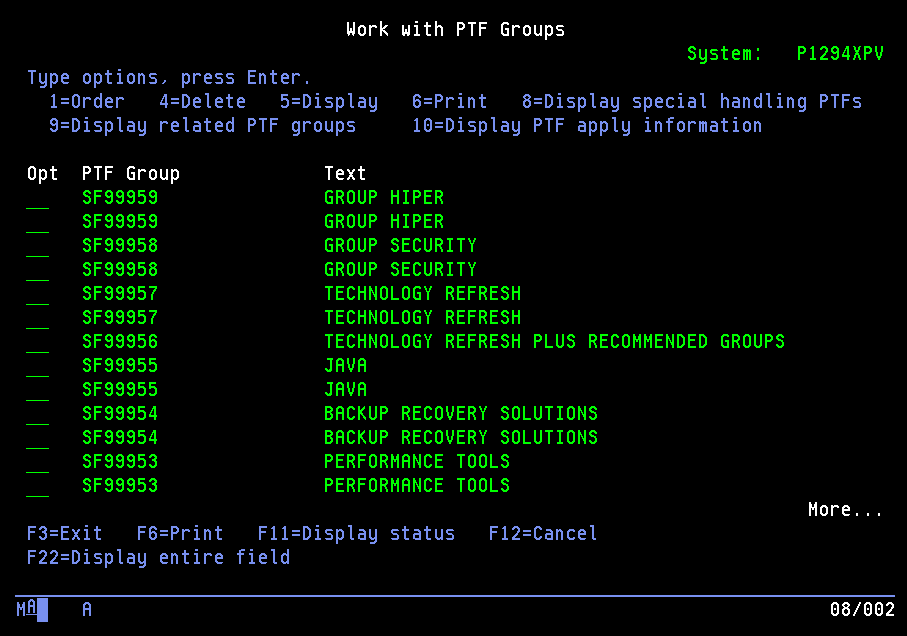 Work with PTF Groups
System:   P1294XPV
Type options, press Enter.
1=Order   4=Delete   5=Display   6=Print   8=Display special handling PTFs
9=Display related PTF groups     10=Display PTF apply information
Opt  PTF Group             Text
__   SF99959               GROUP HIPER
__   SF99959               GROUP HIPER
__   SF99958               GROUP SECURITY
__   SF99958               GROUP SECURITY
__   SF99957               TECHNOLOGY REFRESH
__   SF99957               TECHNOLOGY REFRESH
__   SF99956               TECHNOLOGY REFRESH PLUS RECOMMENDED GROUPS
__   SF99955               JAVA
__   SF99955               JAVA
__   SF99954               BACKUP RECOVERY SOLUTIONS
__   SF99954               BACKUP RECOVERY SOLUTIONS
__   SF99953               PERFORMANCE TOOLS
__   SF99953               PERFORMANCE TOOLS
More...
F3=Exit   F6=Print   F11=Display status   F12=Cancel
F22=Display entire field
MA    A    08/002